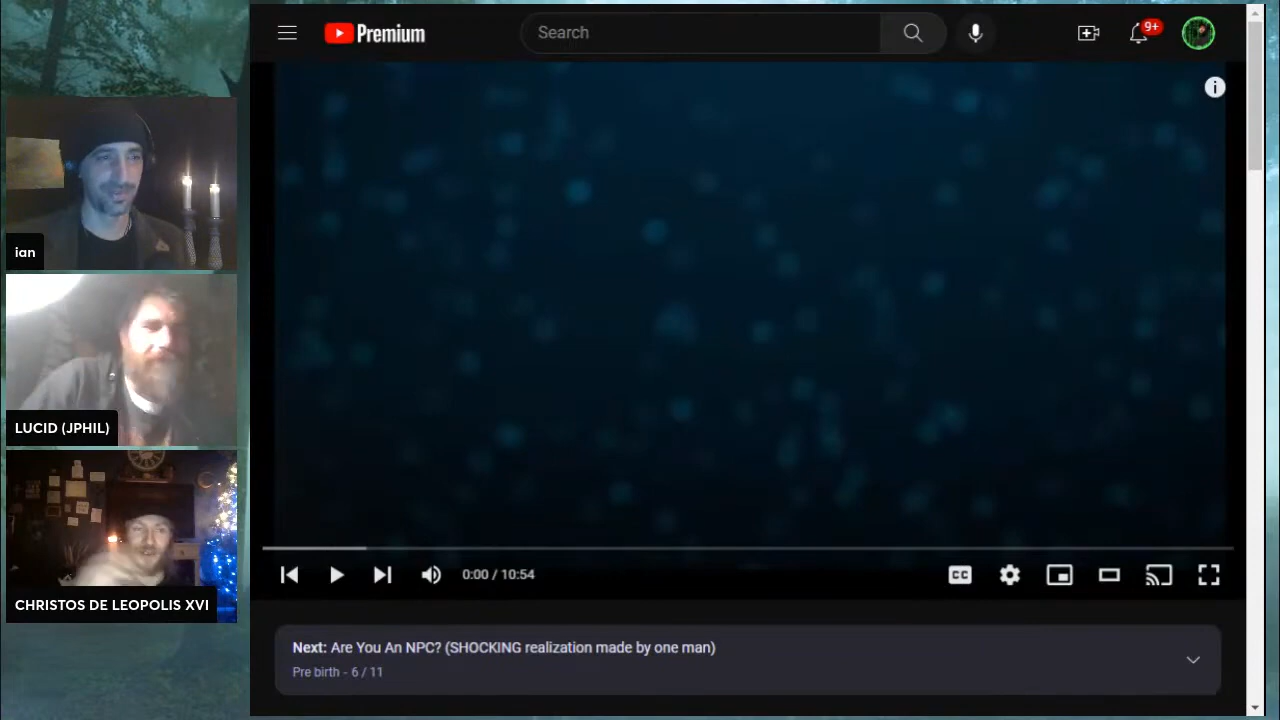 Premium
Search
9+
ian
LUCID (JPHIL)
CHRISTOS DE LEOPOLIS XVI
0:00 / 10:54
CC
Next: Are You An NPC? (SHOCKING realization made by one man)
Pre birth - 6 / 11